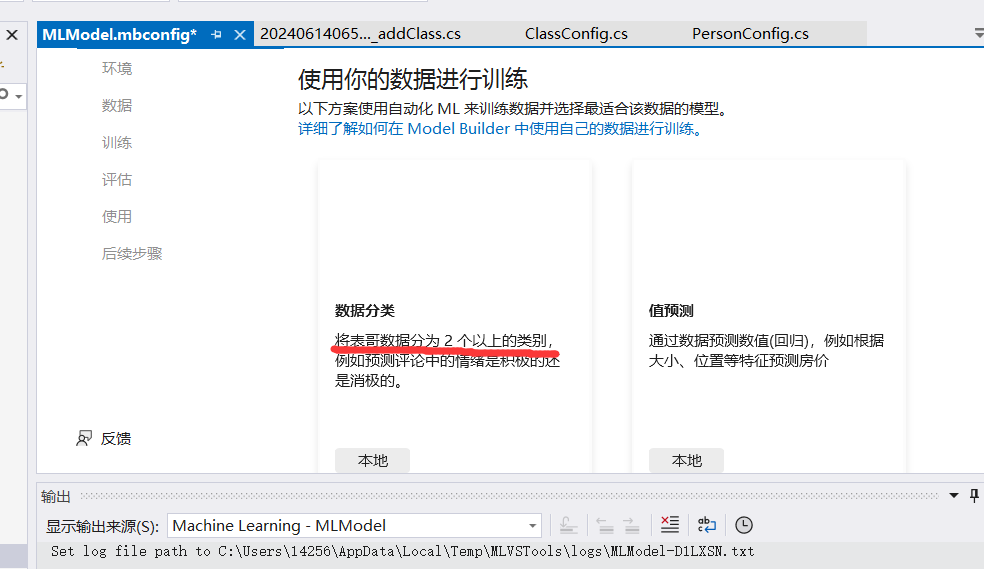 MLModel.mbconfig*
20240614065..._addClass.cs
ClassConfig.cs
PersonConfig.cs
环境
数据
训练
评估
使用
后续步骤
反馈
使用你的数据进行训练
以下方案使用自动化 ML 来训练数据并选择最适合该数据的模型。
详细了解如何在 Model Builder 中使用自己的数据进行训练。
数据分类
将表哥数据分为 2 个以上的类别,
例如预测评论中的情绪是积极的还
是消极的。
本地
值预测
通过数据预测数值(回归)，例如根据
大小、位置等特征预测房价
本地
输出
显示输出来源(S):
Machine Learning - MLModel
Set log file path to C:\Users\14256\AppData\Local\Temp\MLVSTools\logs\MLModel-D1LXSN.txt